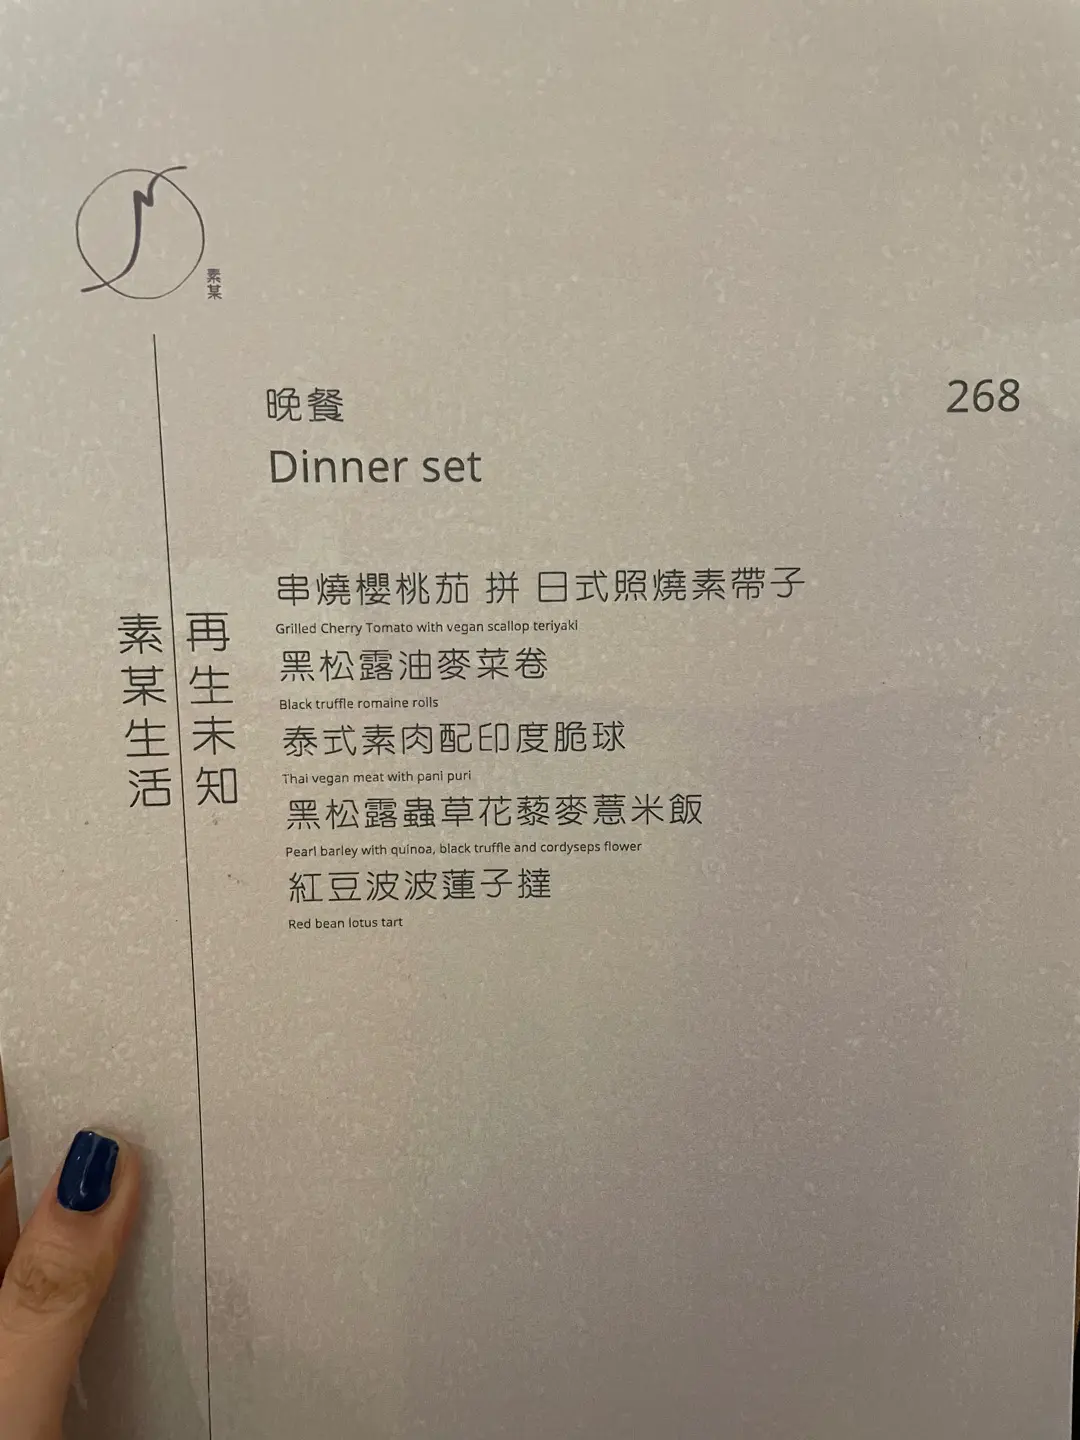 素某
晚餐
268
Dinner set
串燒櫻桃茄 拼 日式照燒素帶子
Grilled Cherry Tomato with vegan scallop teriyaki
黑松露油麥菜卷
Black truffle romaine rolls
泰式素肉配印度脆球
Thai vegan meat with pani puri
黑松露蟲草花藜麥薏米飯
Pearl barley with quinoa, black truffle and cordyseps flower
紅豆波波蓮子撻
Red bean lotus tart
再生未知
素某生活